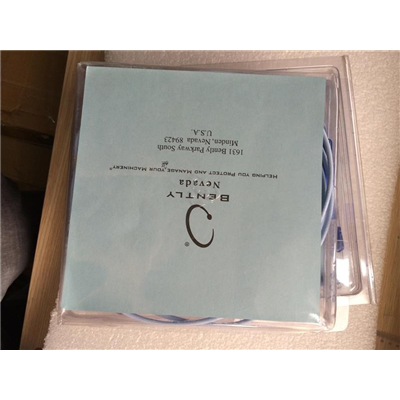 BENTLY
Nevada
HELPING YOU PROTECT AND MANAGE YOUR MACHINERY®
1631 Bently Parkway South
Minden, Nevada 89423
U.S.A.